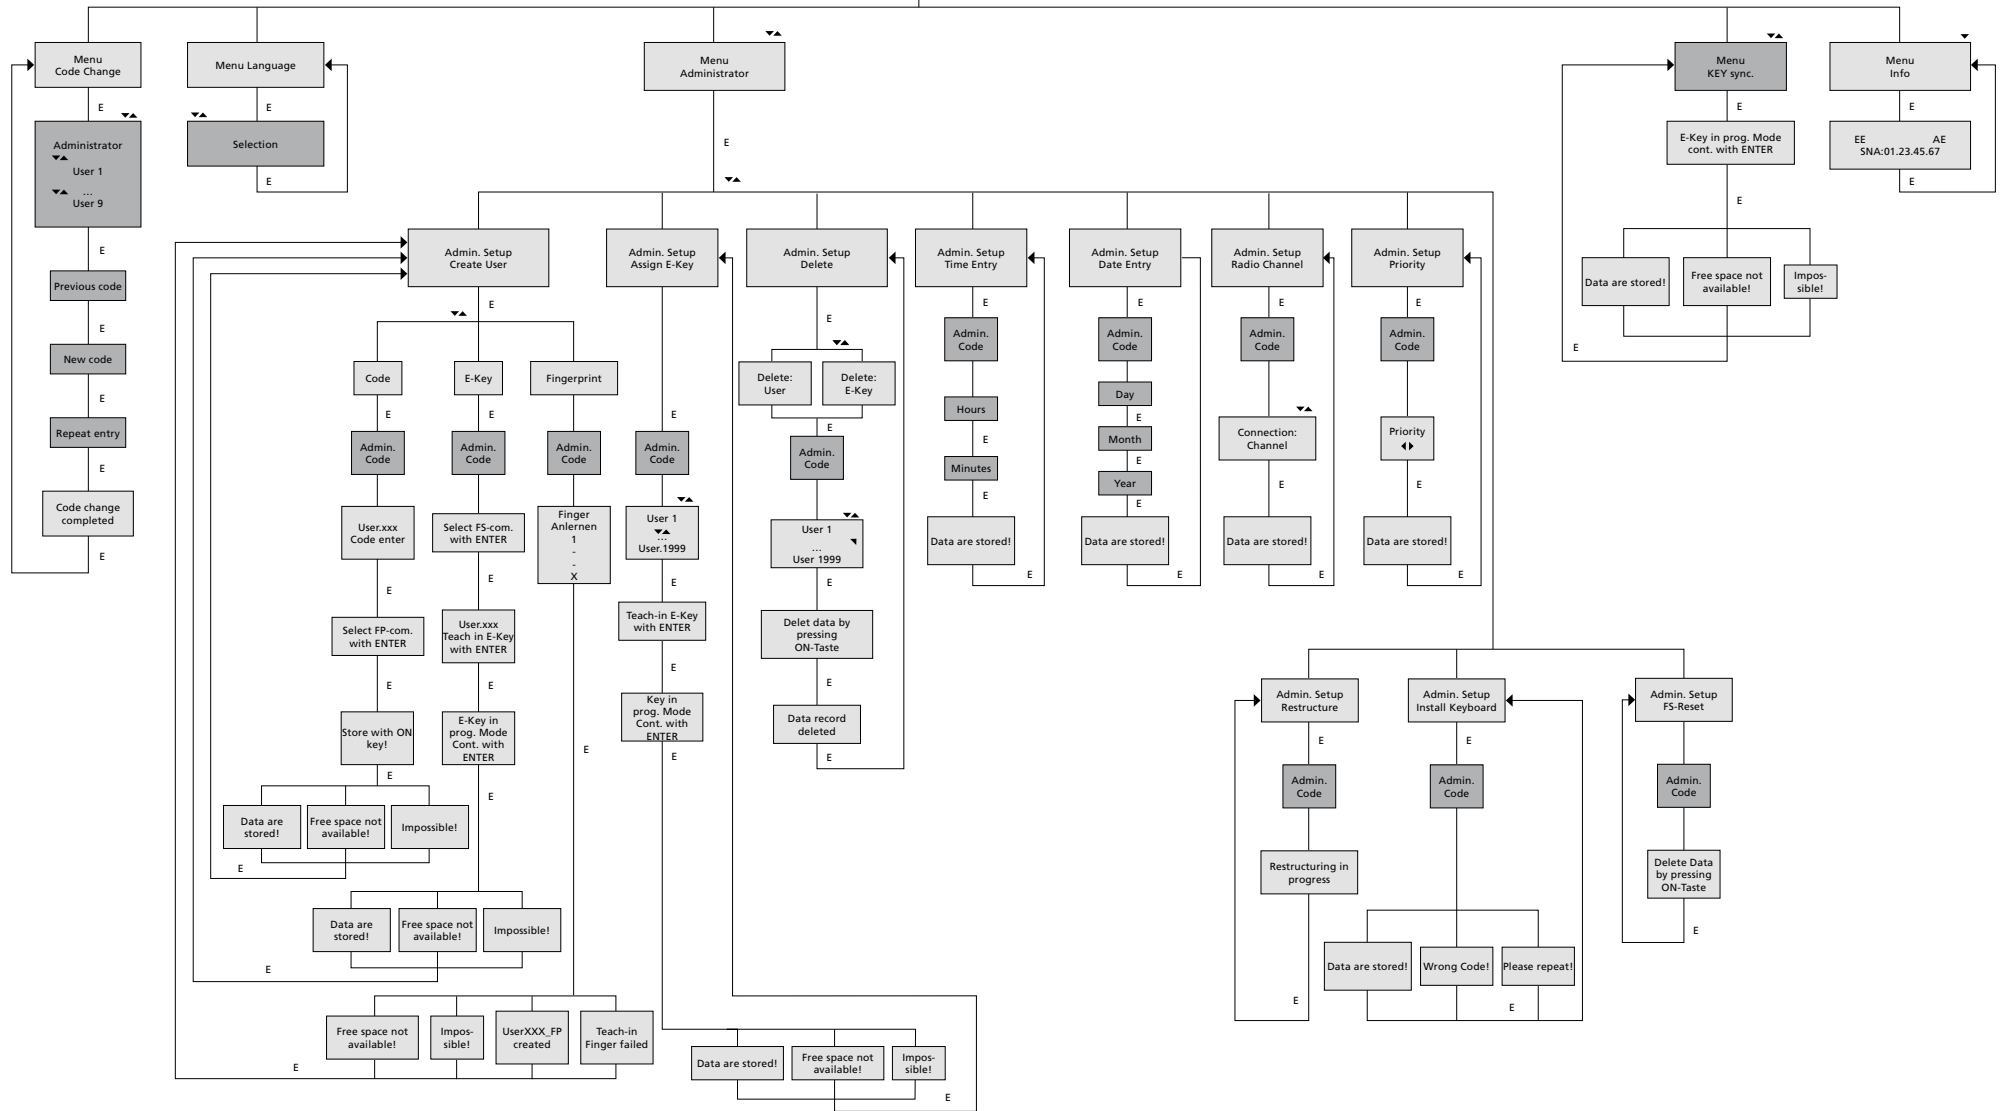 Menu
Code Change
E
Administrator
User 1
...
User 9
E
Previous code
E
New code
E
Repeat entry
E
Code change
completed
E
Menu Language
E
Selection
E
Menu
Administrator
E
Admin. Setup
Create User
E
Code
E
Admin.
Code
User.xxx
Code enter
E
Select FP-com.
with ENTER
E
Store with ON
key!
E
Data are
stored!
Free space not
available!
Impossible!
E
E-Key
E
Admin.
Code
Select FS-com.
with ENTER
E
User.xxx
Teach in E-Key
with ENTER
E
E-Key in
prog. Mode
Cont. with
ENTER
E
Data are
stored!
Free space not
available!
Impossible!
E
Fingerprint
Admin.
Code
Finger
Anlernen
1
-
-
X
E
Free space not
available!
Impos-
sible!
UserXXX_FP
created
Teach-in
Finger failed
E
Admin. Setup
Assign E-Key
E
Admin.
Code
User 1
...
User.1999
E
Teach-in E-Key
with ENTER
E
Key in
prog. Mode
Cont. with
ENTER
E
Data are stored!
Free space not
available!
Impos-
sible!
E
Admin. Setup
Delete
E
Delete:
User
Delete:
E-Key
E
Admin.
Code
User 1
...
User 1999
E
Delet data by
pressing
ON-Taste
E
Data record
deleted
E
Admin. Setup
Time Entry
E
Admin.
Code
Hours
E
Minutes
E
Data are stored!
E
Admin. Setup
Date Entry
E
Admin.
Code
Day
E
Month
E
Year
E
Data are stored!
E
Admin. Setup
Radio Channel
E
Admin.
Code
Connection:
Channel
E
Data are stored!
E
Admin. Setup
Priority
E
Admin.
Code
Priority
E
Data are stored!
E
Admin. Setup
Restructure
E
Admin.
Code
Restructuring in
progress
E
Admin. Setup
Install Keyboard
E
Admin.
Code
Data are stored!
Wrong Code!
Please repeat!
E
Admin. Setup
FS-Reset
Admin.
Code
Delete Data
by pressing
ON-Taste
E
Menu
KEY sync.
E
E-Key in prog. Mode
cont. with ENTER
E
Data are stored!
Free space not
available!
Impos-
sible!
E
Menu
Info
E
EE AE
SNA:01.23.45.67
E